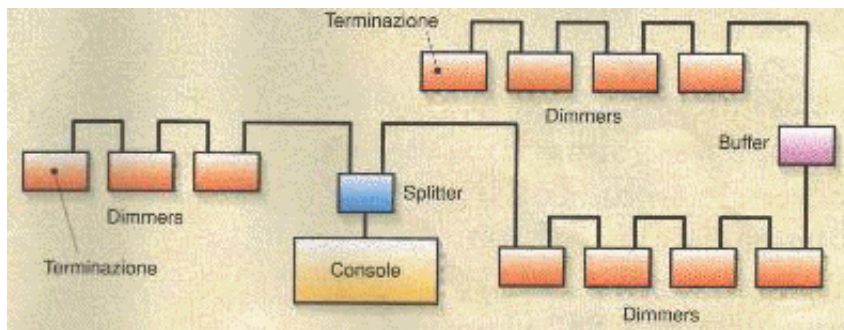 Terminazione
Dimmers
Buffer
Splitter
Dimmers
Terminazione
Console
Dimmers